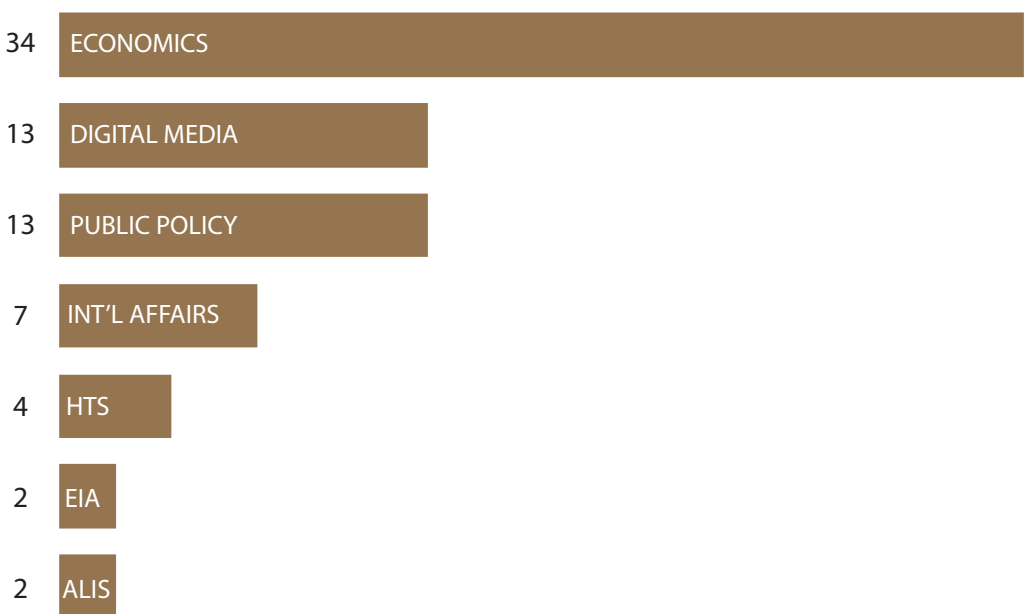 34 ECONOMICS
13 DIGITAL MEDIA
13 PUBLIC POLICY
7 INT’L AFFAIRS
4 HTS
2 EIA
2 ALIS